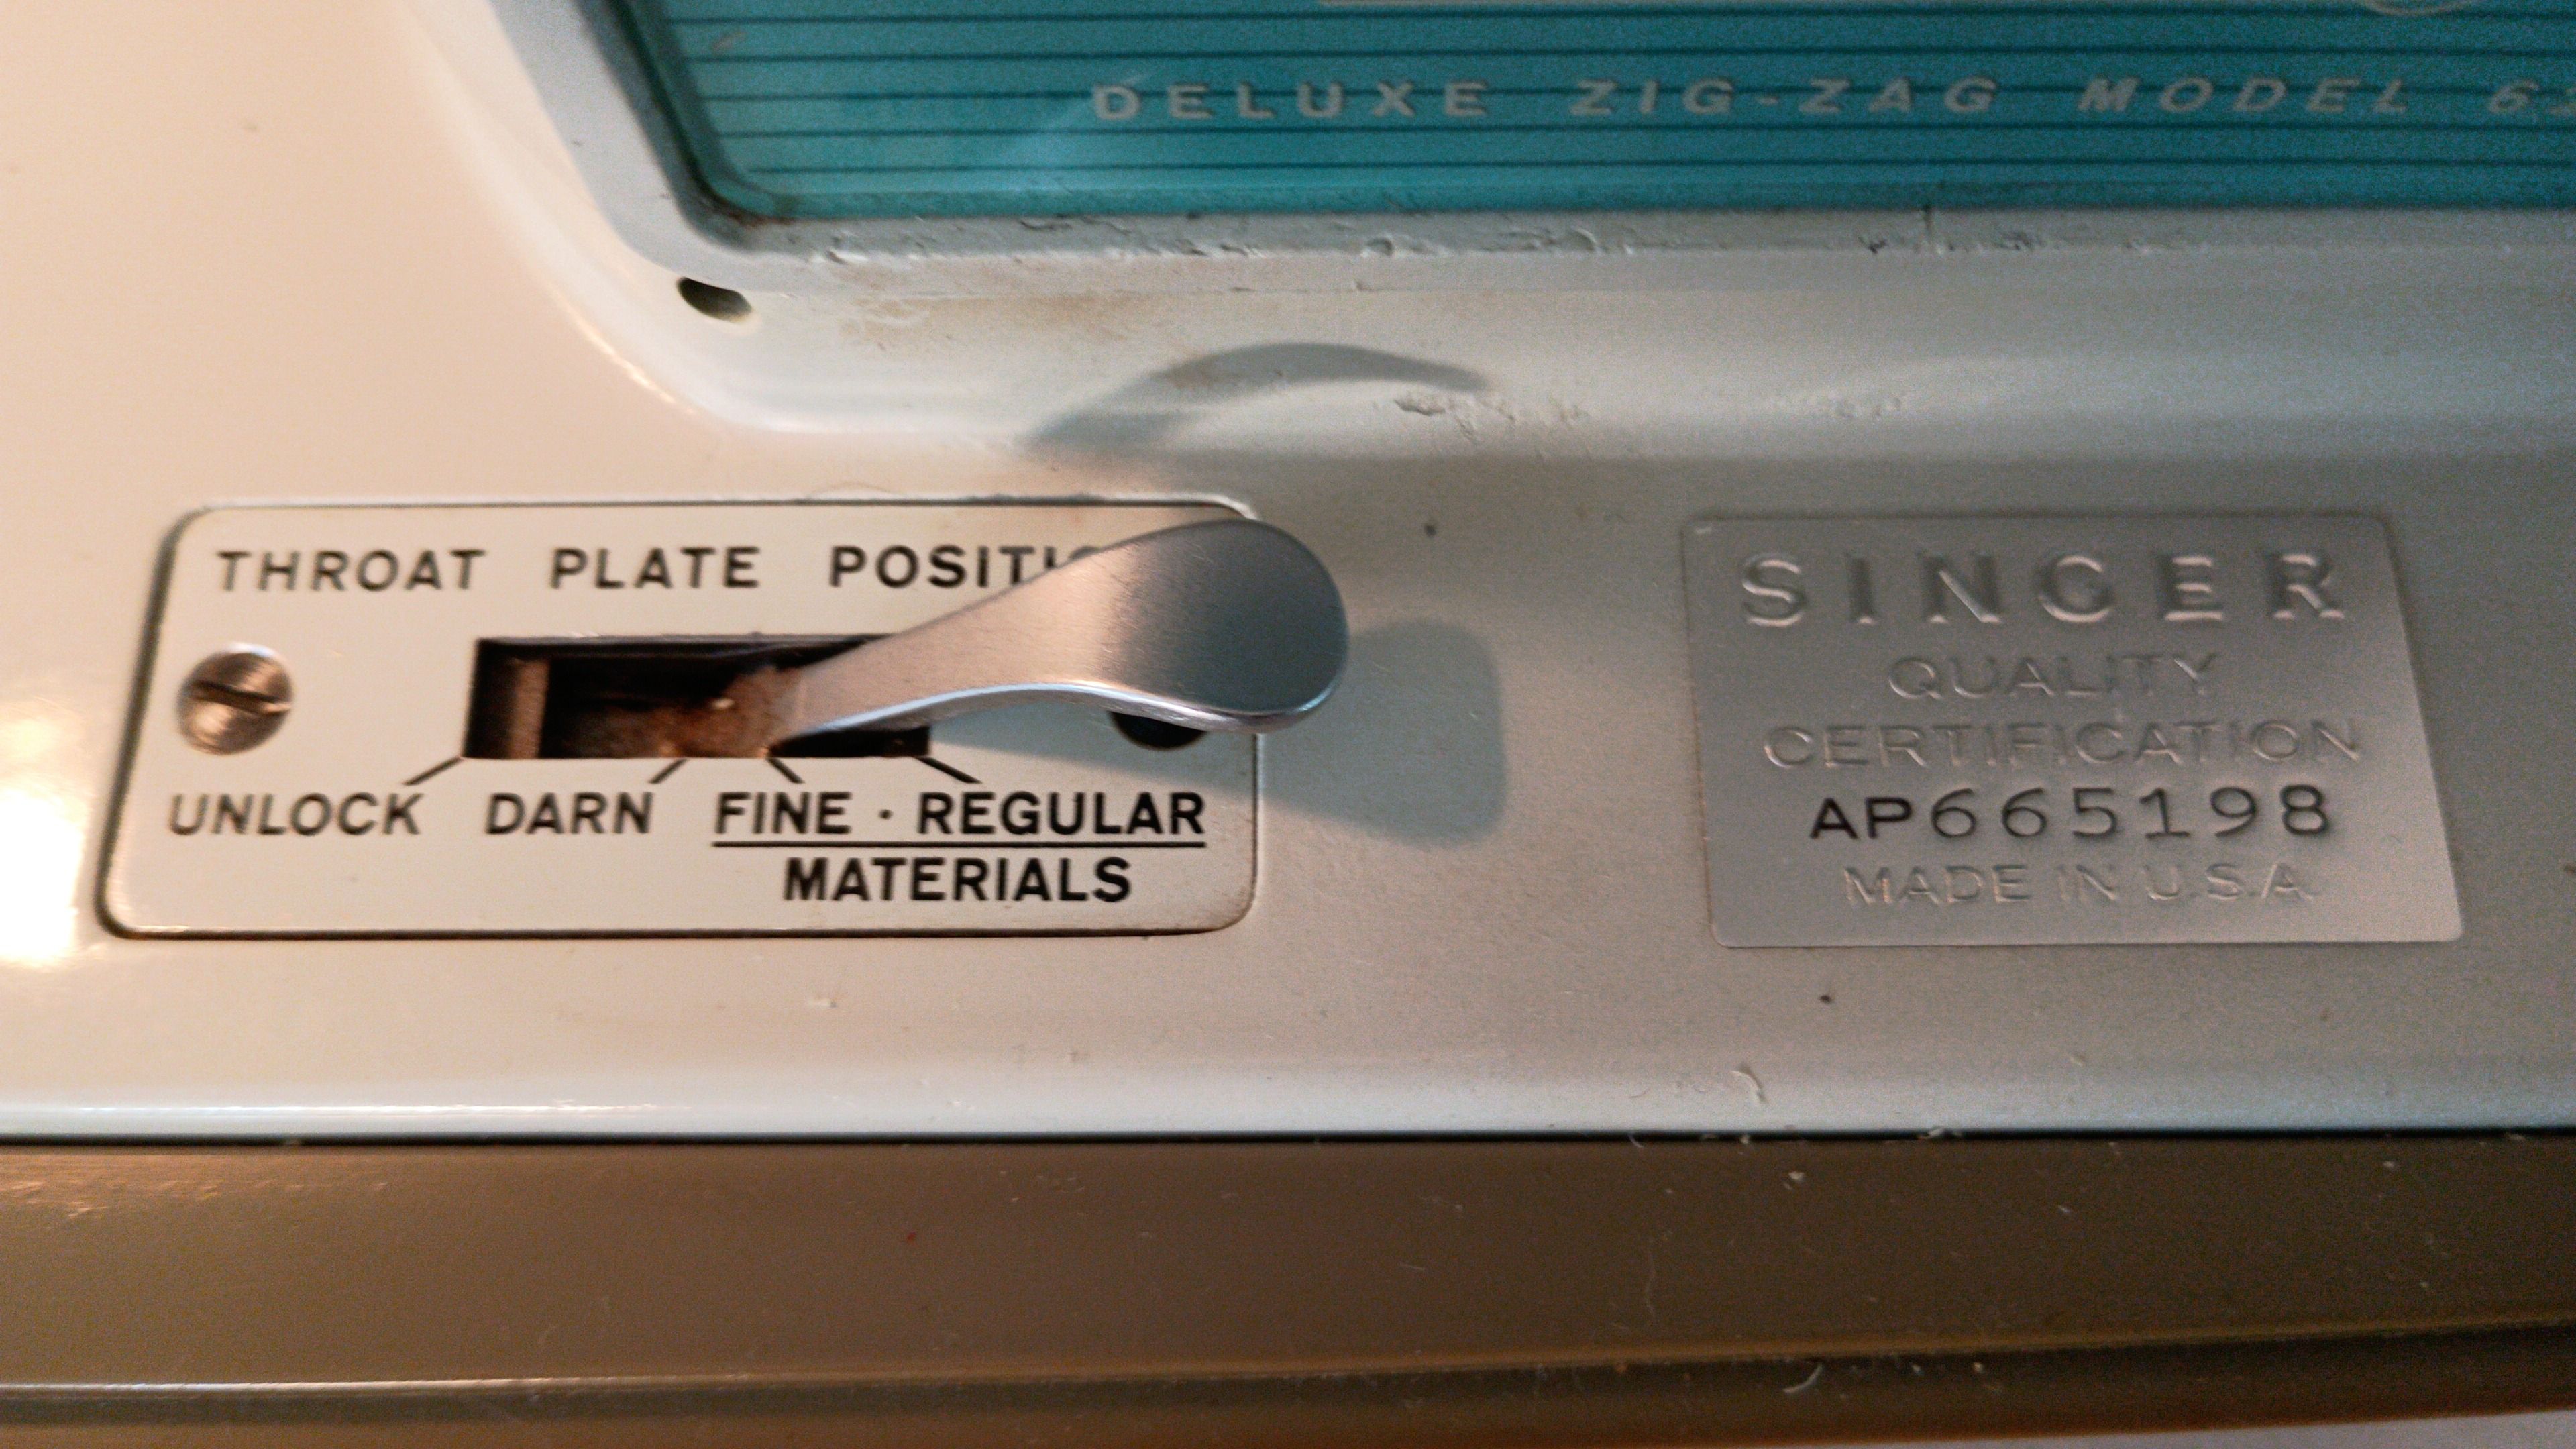 DELUXE ZIG-ZAG MODEL
THROAT PLATE
UNLOCK DARN FINE · REGULAR
MATERIALS
SINGER
QUALITY
CERTIFICATION
AP665198
MADE IN U.S.A.